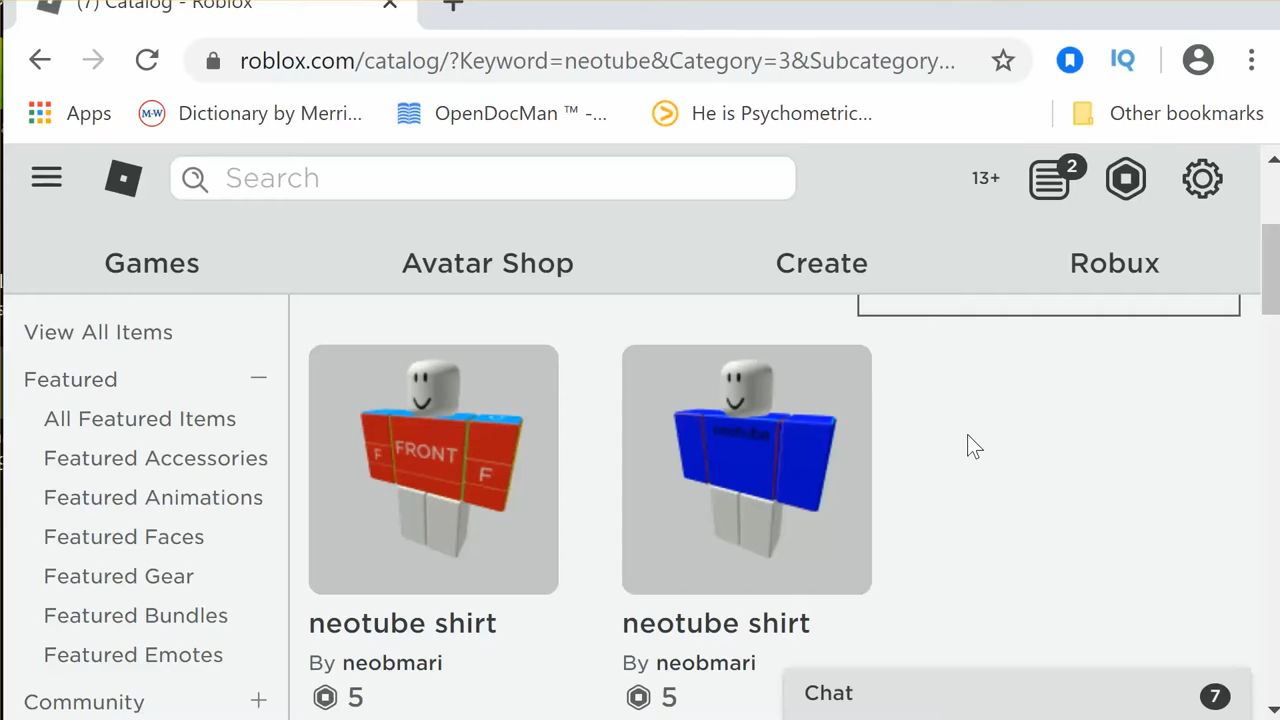 (7) Catalog - Roblox
roblox.com/catalog/?Keyword=neotube&Category=3&Subcategory...
IQ
Apps
M-W
Dictionary by Merri...
OpenDocMan ™ -...
He is Psychometric...
Other bookmarks
Search
13+
2
Games
Avatar Shop
Create
Robux
View All Items
Featured
All Featured Items
Featured Accessories
Featured Animations
Featured Faces
Featured Gear
Featured Bundles
Featured Emotes
Community
F
FRONT
F
neotube
neotube shirt
By neobmari
5
neotube shirt
By neobmari
5
Chat
7